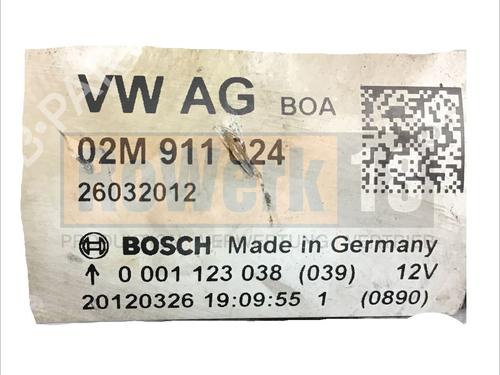 VW AG BOA
02M 911 024
26032012
BOSCH Made in Germany
↑ 0 001 123 038 (039) 12V
20120326 19:09:55 1 (0890)